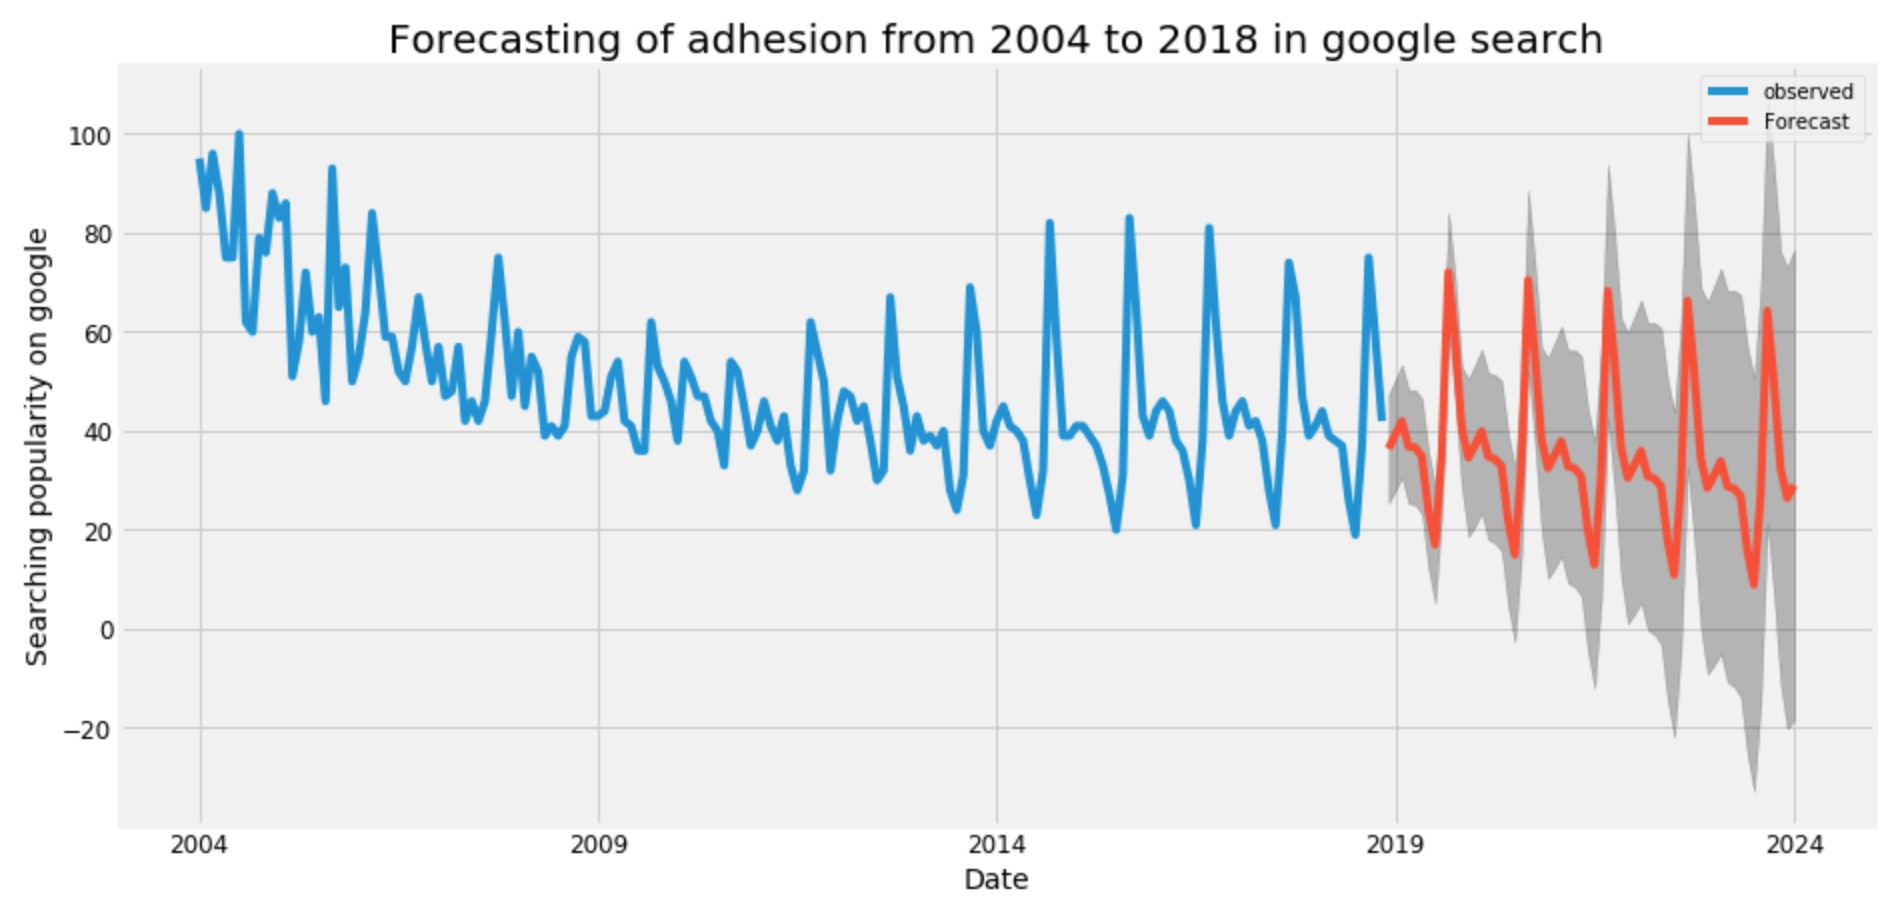 Forecasting of adhesion from 2004 to 2018 in google search
observed
Forecast
Searching popularity on google
100
80
60
40
20
0
−20
2004 2009 2014 2019 2024
Date